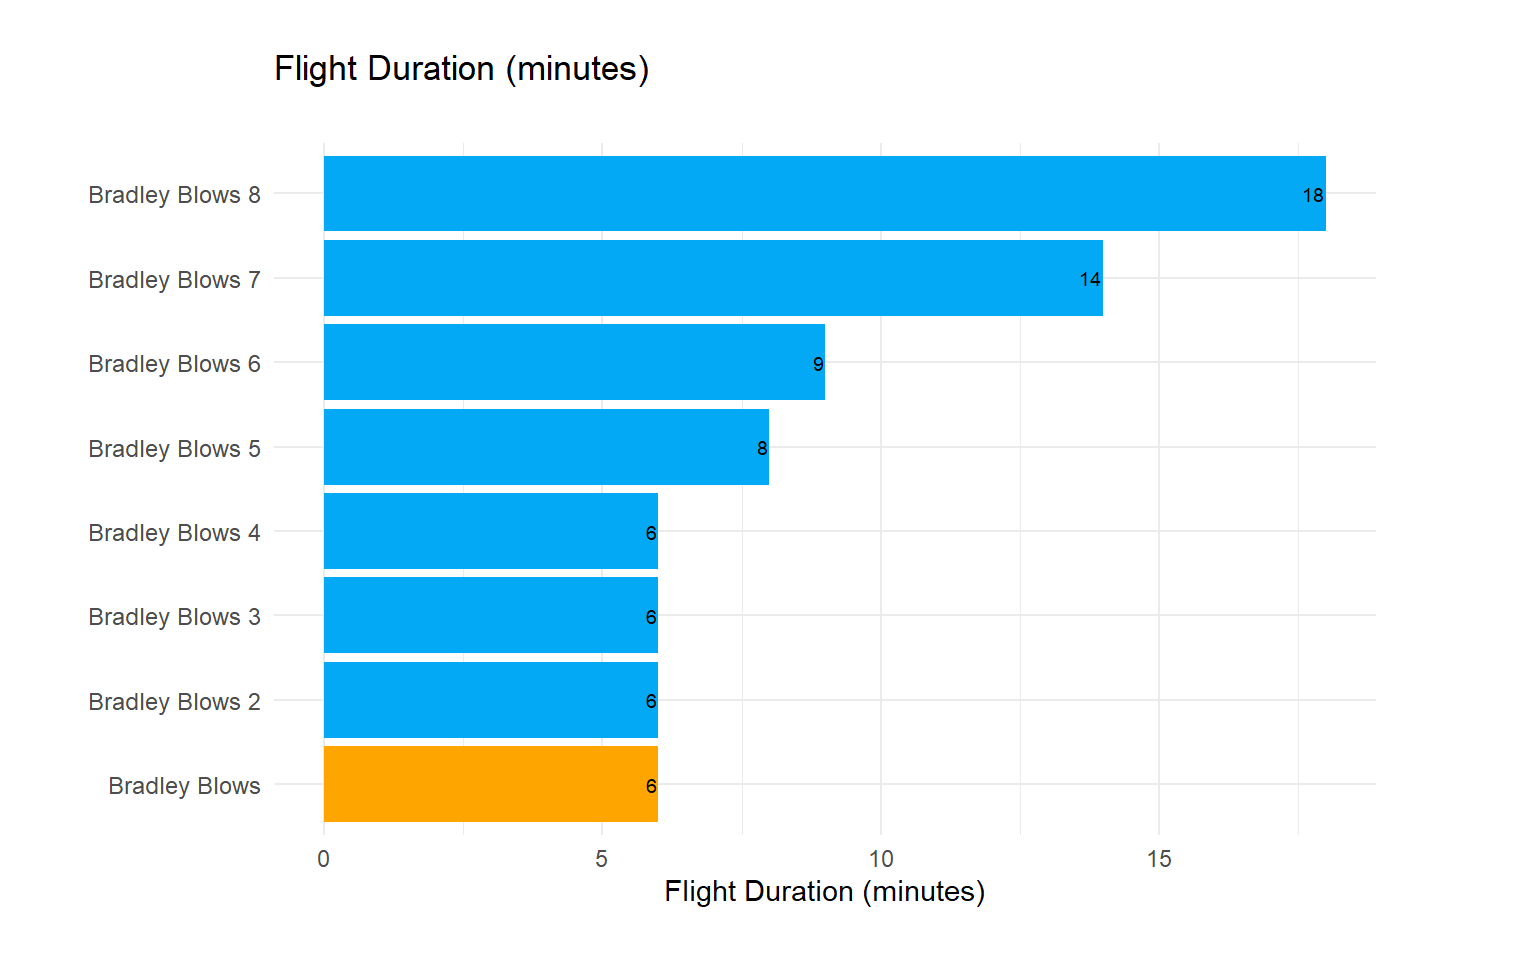 Flight Duration (minutes)
Bradley Blows 8
18
Bradley Blows 7
14
Bradley Blows 6
9
Bradley Blows 5
8
Bradley Blows 4
6
Bradley Blows 3
6
Bradley Blows 2
6
Bradley Blows
6
0 5 10 15
Flight Duration (minutes)